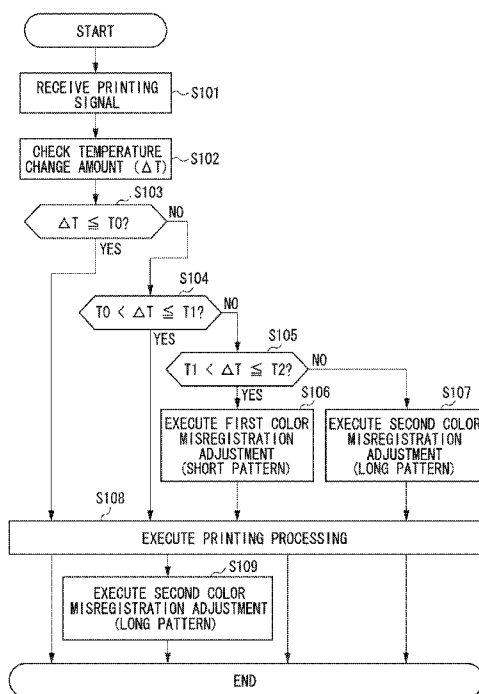 START
RECEIVE PRINTING
SIGNAL
S101
CHECK TEMPERATURE
CHANGE AMOUNT (ΔT)
S102
S103
ΔT ≦ T0?
NO
YES
S104
T0 < ΔT ≦ T1?
NO
YES
S105
T1 < ΔT ≦ T2?
NO
YES
S106
EXECUTE FIRST COLOR
MISREGISTRATION
ADJUSTMENT
(SHORT PATTERN)
S107
EXECUTE SECOND COLOR
MISREGISTRATION
ADJUSTMENT
(LONG PATTERN)
S108
EXECUTE PRINTING PROCESSING
S109
EXECUTE SECOND COLOR
MISREGISTRATION ADJUSTMENT
(LONG PATTERN)
END